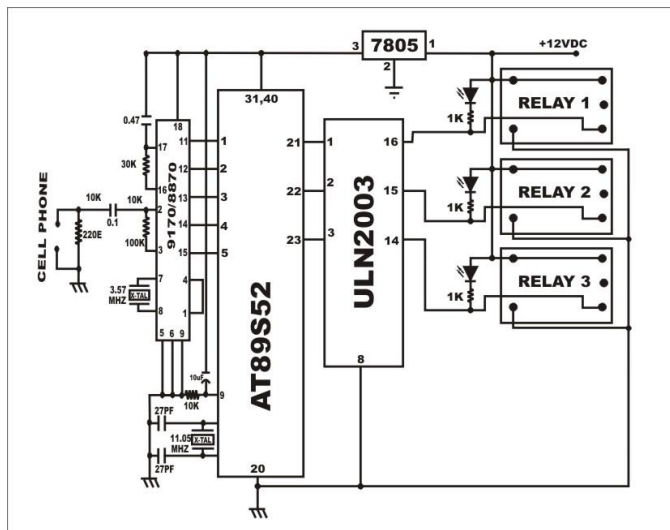 3
7805
1
2
+12VDC
31,40
RELAY 1
1K
0.47
18
17
11
1
21
1
16
30K
16
12
2
CELL PHONE
10K
10K
2
9170/8870
13
3
22
2
15
RELAY 2
1K
0.1
220E
100K
14
4
3
15
5
23
3
14
7
4
3.57
MHZ
X-TAL
8
1
AT89S52
ULN2003
RELAY 3
1K
5
6
9
10uF
9
8
10K
27PF
11.05
MHZ
X-TAL
27PF
20